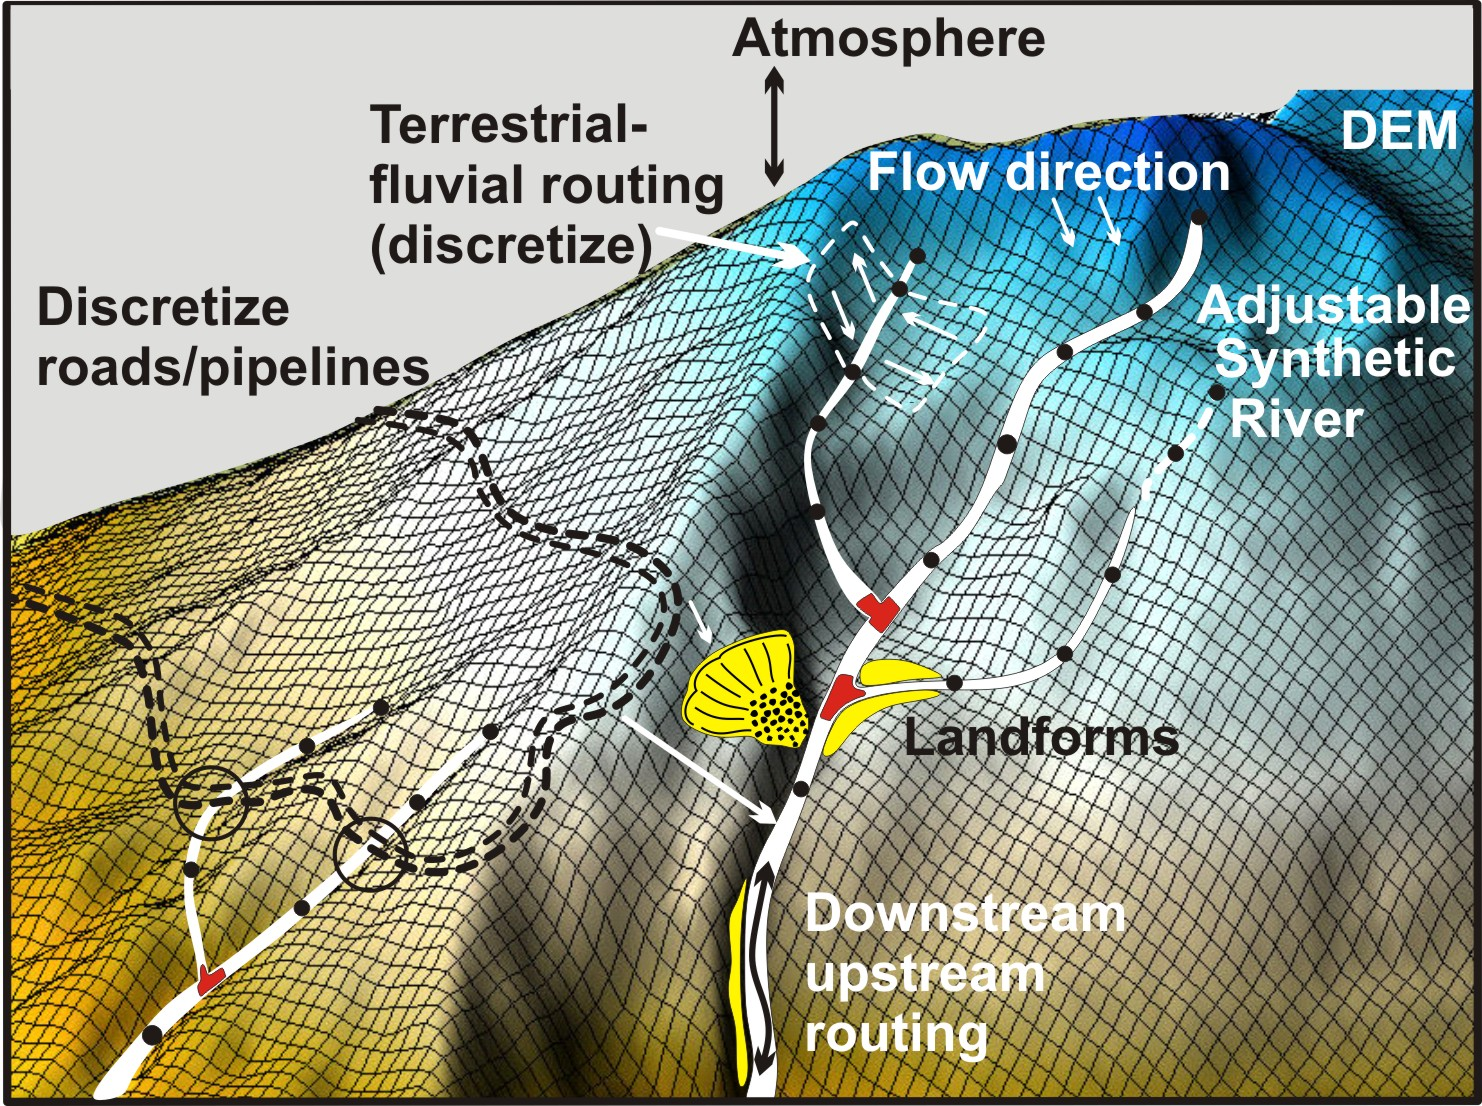 Atmosphere
Terrestrial-
fluvial routing
(discretize)
DEM
Flow direction
Discretize
roads/pipelines
Adjustable
Synthetic
River
Landforms
Downstream
upstream
routing